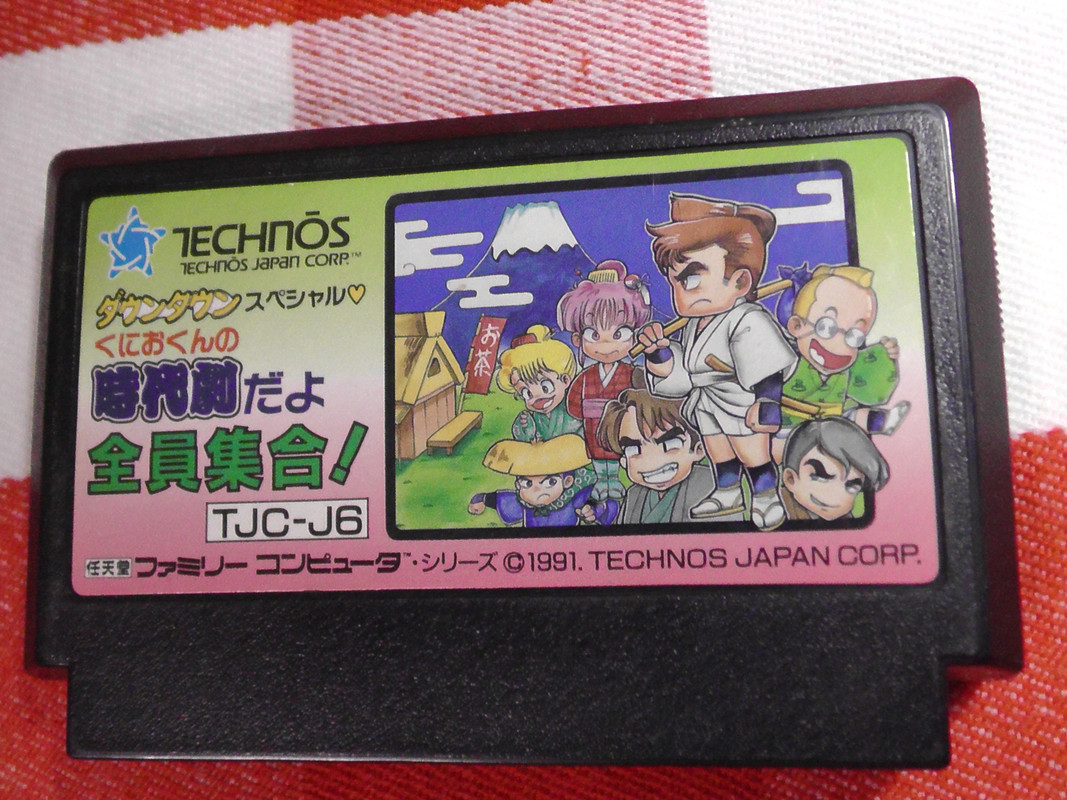 TECHNŌS
TECHNŌS JAPAN CORP.™
ダウンタウンスペシャル♥
くにおくんの
時代劇だよ
全員集合!
TJC-J6
お茶
任天堂 ファミリー コンピュータ™・シリーズ ©1991. TECHNOS JAPAN CORP.